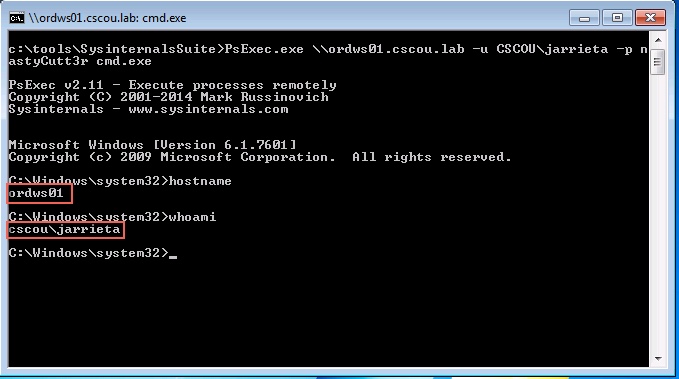 \\ordws01.cscou.lab: cmd.exe
c:\tools\SysinternalsSuite>PsExec.exe \\ordws01.cscou.lab -u CSCOU\jarrieta -p n
astyCutt3r cmd.exe
PsExec v2.11 - Execute processes remotely
Copyright (C) 2001-2014 Mark Russinovich
Sysinternals - www.sysinternals.com
Microsoft Windows [Version 6.1.7601]
Copyright (c) 2009 Microsoft Corporation.  All rights reserved.
C:\Windows\system32>hostname
ordws01
C:\Windows\system32>whoami
cscou\jarrieta
C:\Windows\system32>_